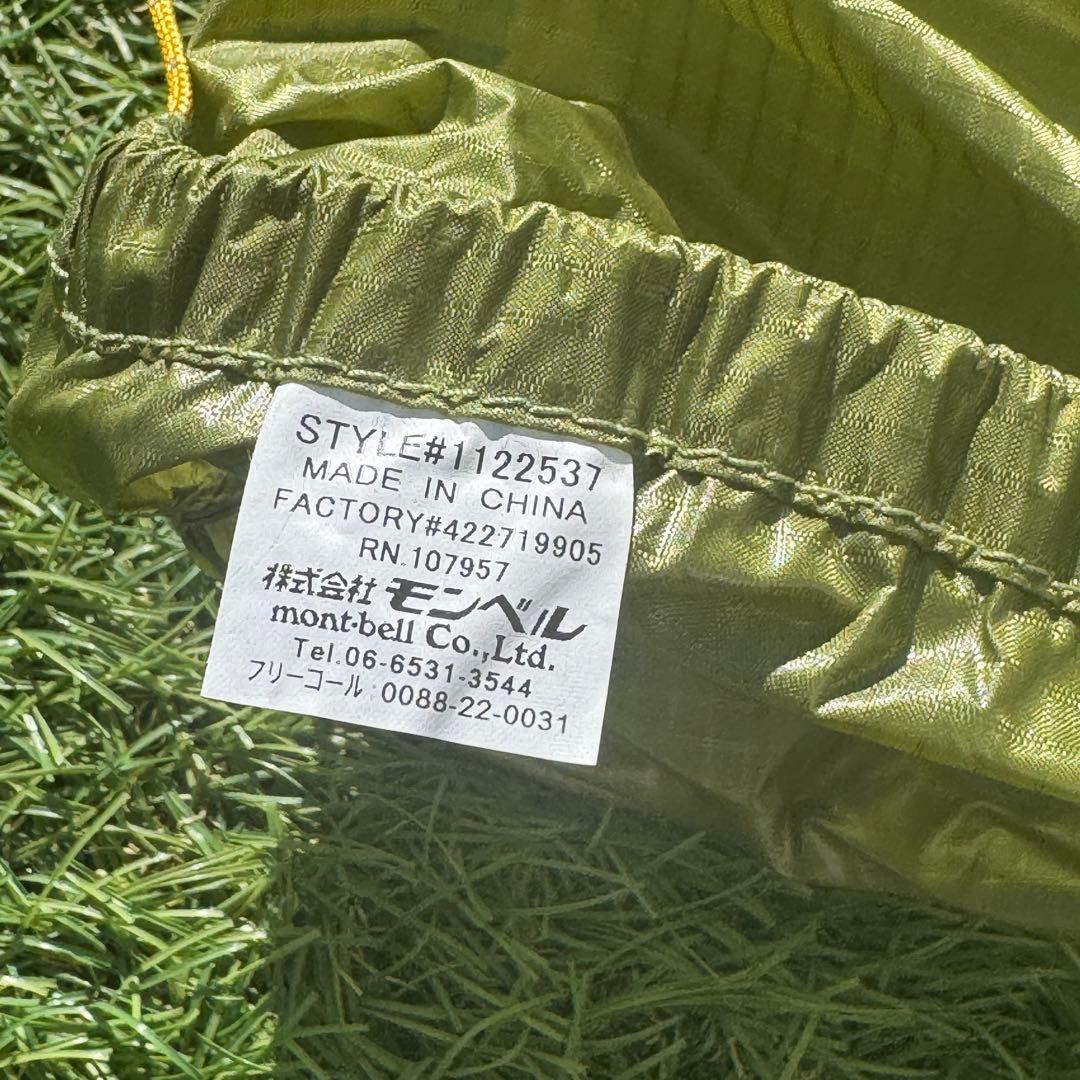 STYLE#1122537
MADE IN CHINA
FACTORY#422719905
RN.107957
株式会社 モンベル
mont-bell Co.,Ltd.
Tel.06-6531-3544
フリーコール:0088-22-0031